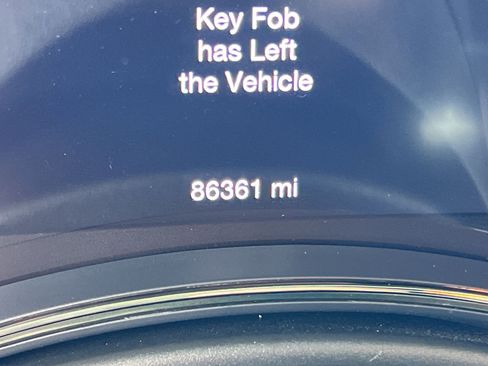 Key Fob
has Left
the Vehicle
86361 mi